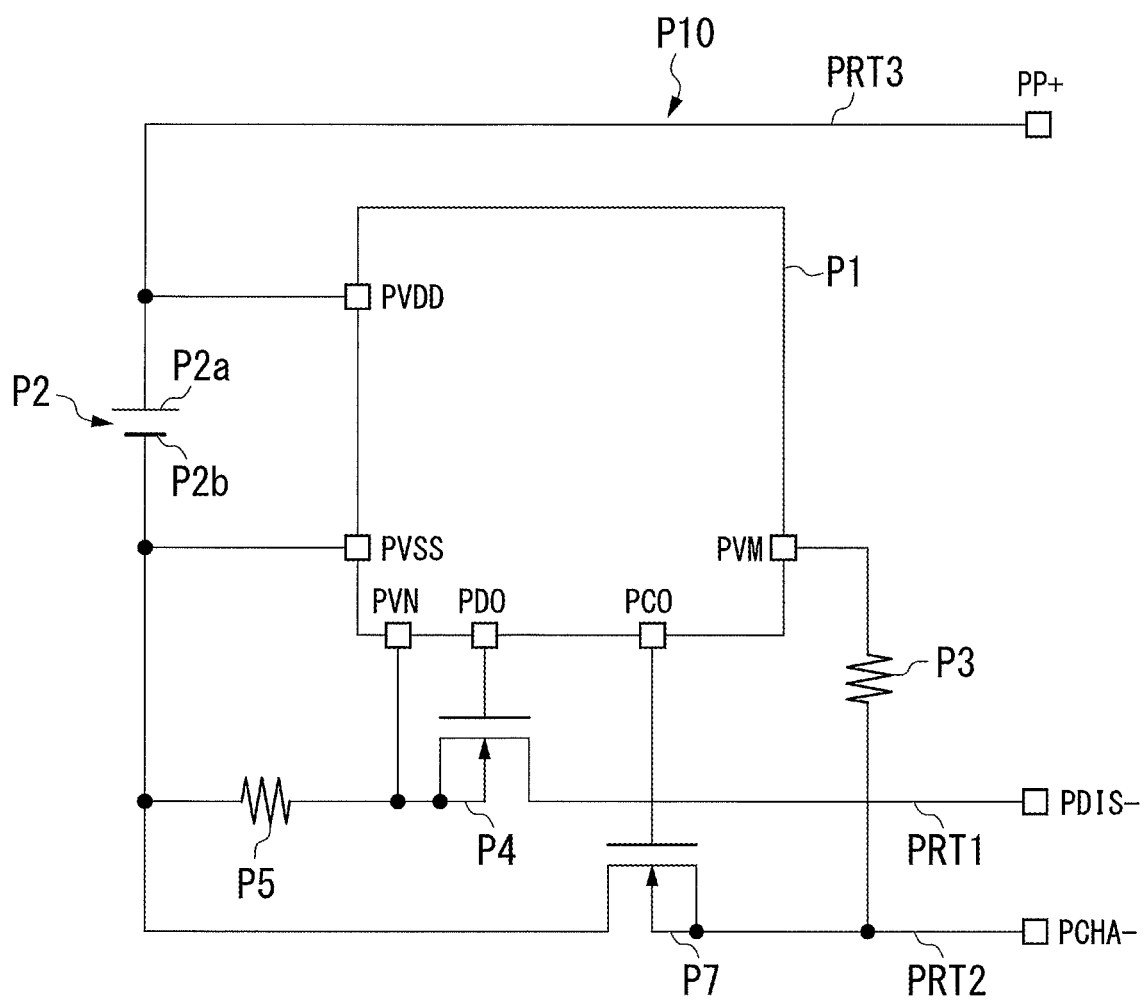 P10
PRT3
PP+
P1
PVDD
P2a
P2
P2b
PVSS
PVM
PVN
PDO
PCO
P3
PDIS-
P4
PRT1
P5
PCHA-
P7
PRT2